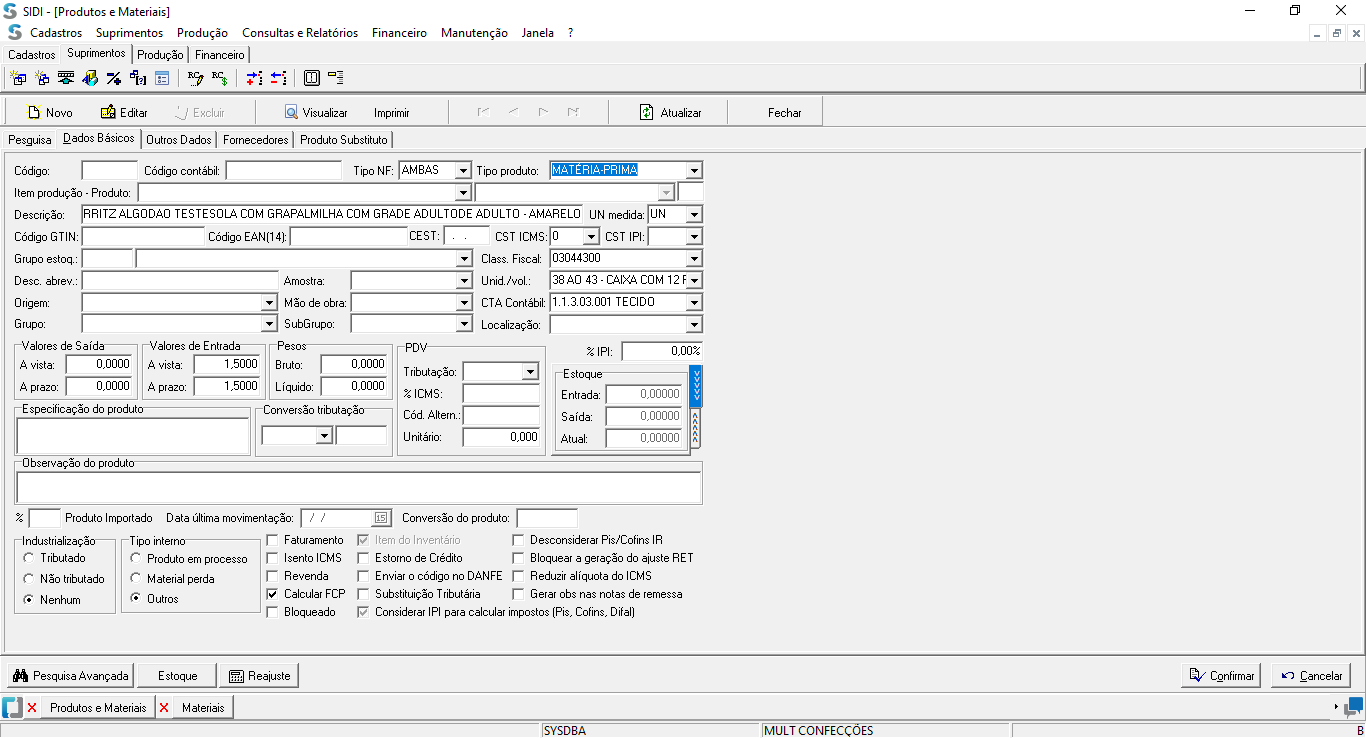 SIDI - [Produtos e Materiais]
Cadastros Suprimentos Produção Consultas e Relatórios Financeiro Manutenção Janela ?
Cadastros Suprimentos Produção Financeiro
Novo Editar Excluir Visualizar Imprimir Atualizar Fechar
Pesquisa Dados Básicos Outros Dados Fornecedores Produto Substituto
Código: Código contábil: Tipo NF: AMBAS Tipo produto: MATÉRIA-PRIMA
Item produção - Produto:
Descrição: RRITZ ALGODAO TESTESOLA COM GRAPALMILHA COM GRADE ADULTODE ADULTO - AMARELO UN medida: UN
Código GTIN: Código EAN(14): CEST: . . CST ICMS: 0 CST IPI:
Grupo estoq.: Class. Fiscal: 03044300
Desc. abrev.: Amostra: Unid./vol.: 38 AO 43 - CAIXA COM 12 F
Origem: Mão de obra: CTA Contábil: 1.1.3.03.001 TECIDO
Grupo: SubGrupo: Localização:
Valores de Saída Valores de Entrada Pesos PDV % IPI: 0,00%
A vista: 0,0000 A vista: 1,5000 Bruto: 0,0000 Tributação: Estoque
A prazo: 0,0000 A prazo: 1,5000 Líquido: 0,0000 % ICMS: Entrada: 0,00000
Especificação do produto Conversão tributação Cód. Altern.: Saída: 0,00000
Unitário: 0,000 Atual: 0,00000
Observação do produto
% Produto Importado Data última movimentação: / / 15 Conversão do produto:
Industrialização Tipo interno Faturamento Item do Inventário Desconsiderar Pis/Cofins IR
Tributado Produto em processo Isento ICMS Estorno de Crédito Bloquear a geração do ajuste RET
Não tributado Material perda Revenda Enviar o código no DANFE Reduzir alíquota do ICMS
Nenhum Outros Calcular FCP Substituição Tributária Gerar obs nas notas de remessa
Bloqueado Considerar IPI para calcular impostos (Pis, Cofins, Difal)
Pesquisa Avançada Estoque Reajuste Confirmar Cancelar
Produtos e Materiais Materiais
SYSDBA MULT CONFECÇÕES B